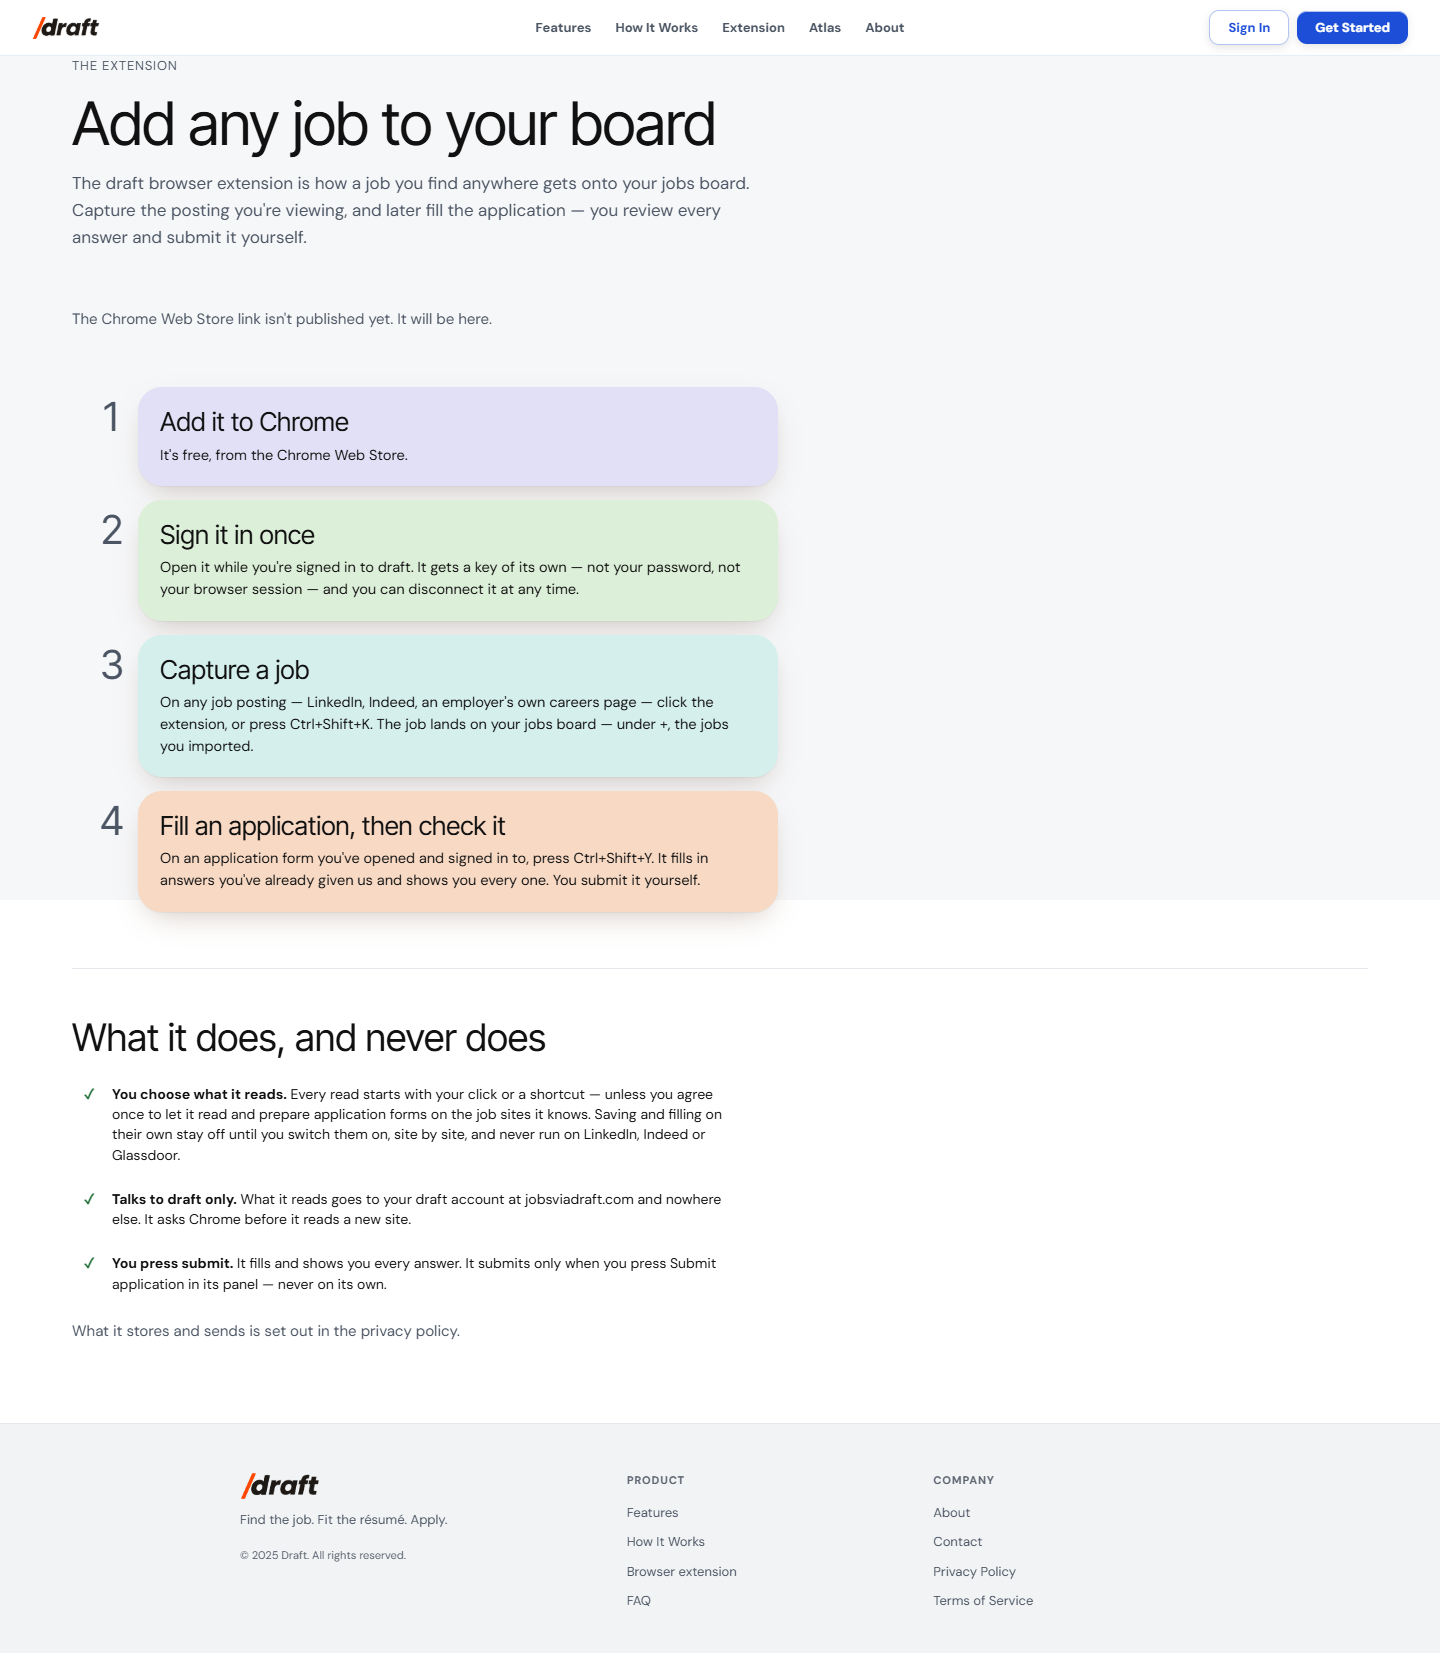 /draft
Features
How It Works
Extension
Atlas
About
Sign In
Get Started
THE EXTENSION
Add any job to your board
The draft browser extension is how a job you find anywhere gets onto your jobs board.
Capture the posting you're viewing, and later fill the application — you review every
answer and submit it yourself.
The Chrome Web Store link isn't published yet. It will be here.
1
Add it to Chrome
It's free, from the Chrome Web Store.
2
Sign it in once
Open it while you're signed in to draft. It gets a key of its own — not your password, not
your browser session — and you can disconnect it at any time.
3
Capture a job
On any job posting — LinkedIn, Indeed, an employer's own careers page — click the
extension, or press Ctrl+Shift+K. The job lands on your jobs board — under +, the jobs
you imported.
4
Fill an application, then check it
On an application form you've opened and signed in to, press Ctrl+Shift+Y. It fills in
answers you've already given us and shows you every one. You submit it yourself.
What it does, and never does
✓ You choose what it reads. Every read starts with your click or a shortcut — unless you agree
once to let it read and prepare application forms on the job sites it knows. Saving and filling on
their own stay off until you switch them on, site by site, and never run on LinkedIn, Indeed or
Glassdoor.
✓ Talks to draft only. What it reads goes to your draft account at jobsviadraft.com and nowhere
else. It asks Chrome before it reads a new site.
✓ You press submit. It fills and shows you every answer. It submits only when you press Submit
application in its panel — never on its own.
What it stores and sends is set out in the privacy policy.
/draft
Find the job. Fit the résumé. Apply.
© 2025 Draft. All rights reserved.
PRODUCT
Features
How It Works
Browser extension
FAQ
COMPANY
About
Contact
Privacy Policy
Terms of Service